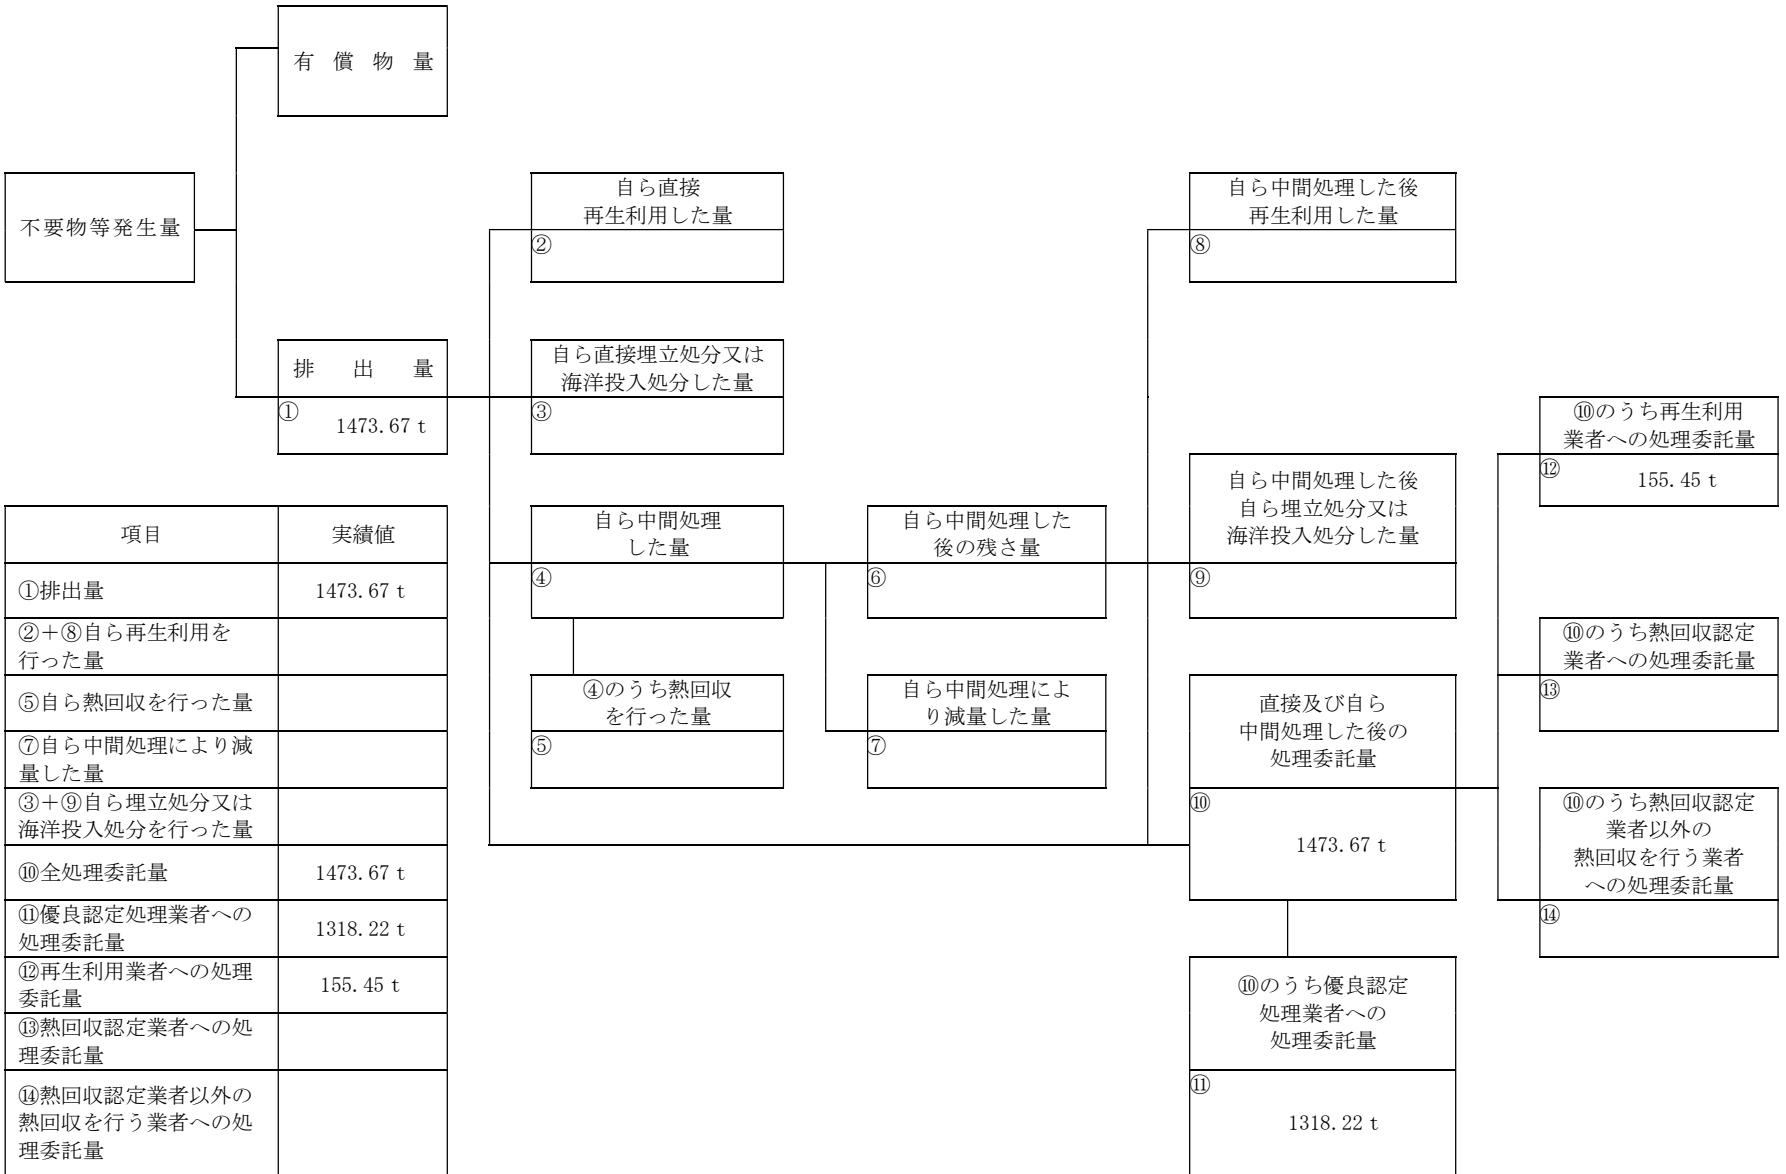 有償物量
不要物等発生量
自ら直接
再生利用した量
②
自ら中間処理した後
再生利用した量
⑧
排出量
① 1473.67 t
自ら直接埋立処分又は
海洋投入処分した量
③
⑩のうち再生利用
業者への処理委託量
⑫ 155.45 t
自ら中間処理
した量
④
自ら中間処理した
後の残さ量
⑥
自ら中間処理した後
自ら埋立処分又は
海洋投入処分した量
⑨
⑩のうち熱回収認定
業者への処理委託量
⑬
④のうち熱回収
を行った量
⑤
自ら中間処理によ
り減量した量
⑦
直接及び自ら
中間処理した後の
処理委託量
⑩
1473.67 t
⑩のうち熱回収認定
業者以外の
熱回収を行う業者
への処理委託量
⑭
⑩のうち優良認定
処理業者への
処理委託量
⑪
1318.22 t
項目 実績値
①排出量 1473.67 t
②＋⑧自ら再生利用を
行った量
⑤自ら熱回収を行った量
⑦自ら中間処理により減
量した量
③＋⑨自ら埋立処分又は
海洋投入処分を行った量
⑩全処理委託量 1473.67 t
⑪優良認定処理業者への
処理委託量 1318.22 t
⑫再生利用業者への処理
委託量 155.45 t
⑬熱回収認定業者への処
理委託量
⑭熱回収認定業者以外の
熱回収を行う業者への処
理委託量